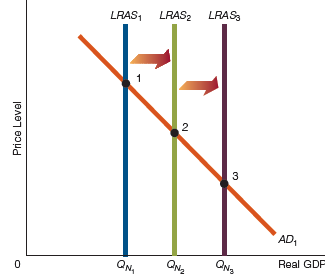 LRAS1 LRAS2 LRAS3
1
2
3
Price Level
AD1
0 QN1 QN2 QN3 Real GDP